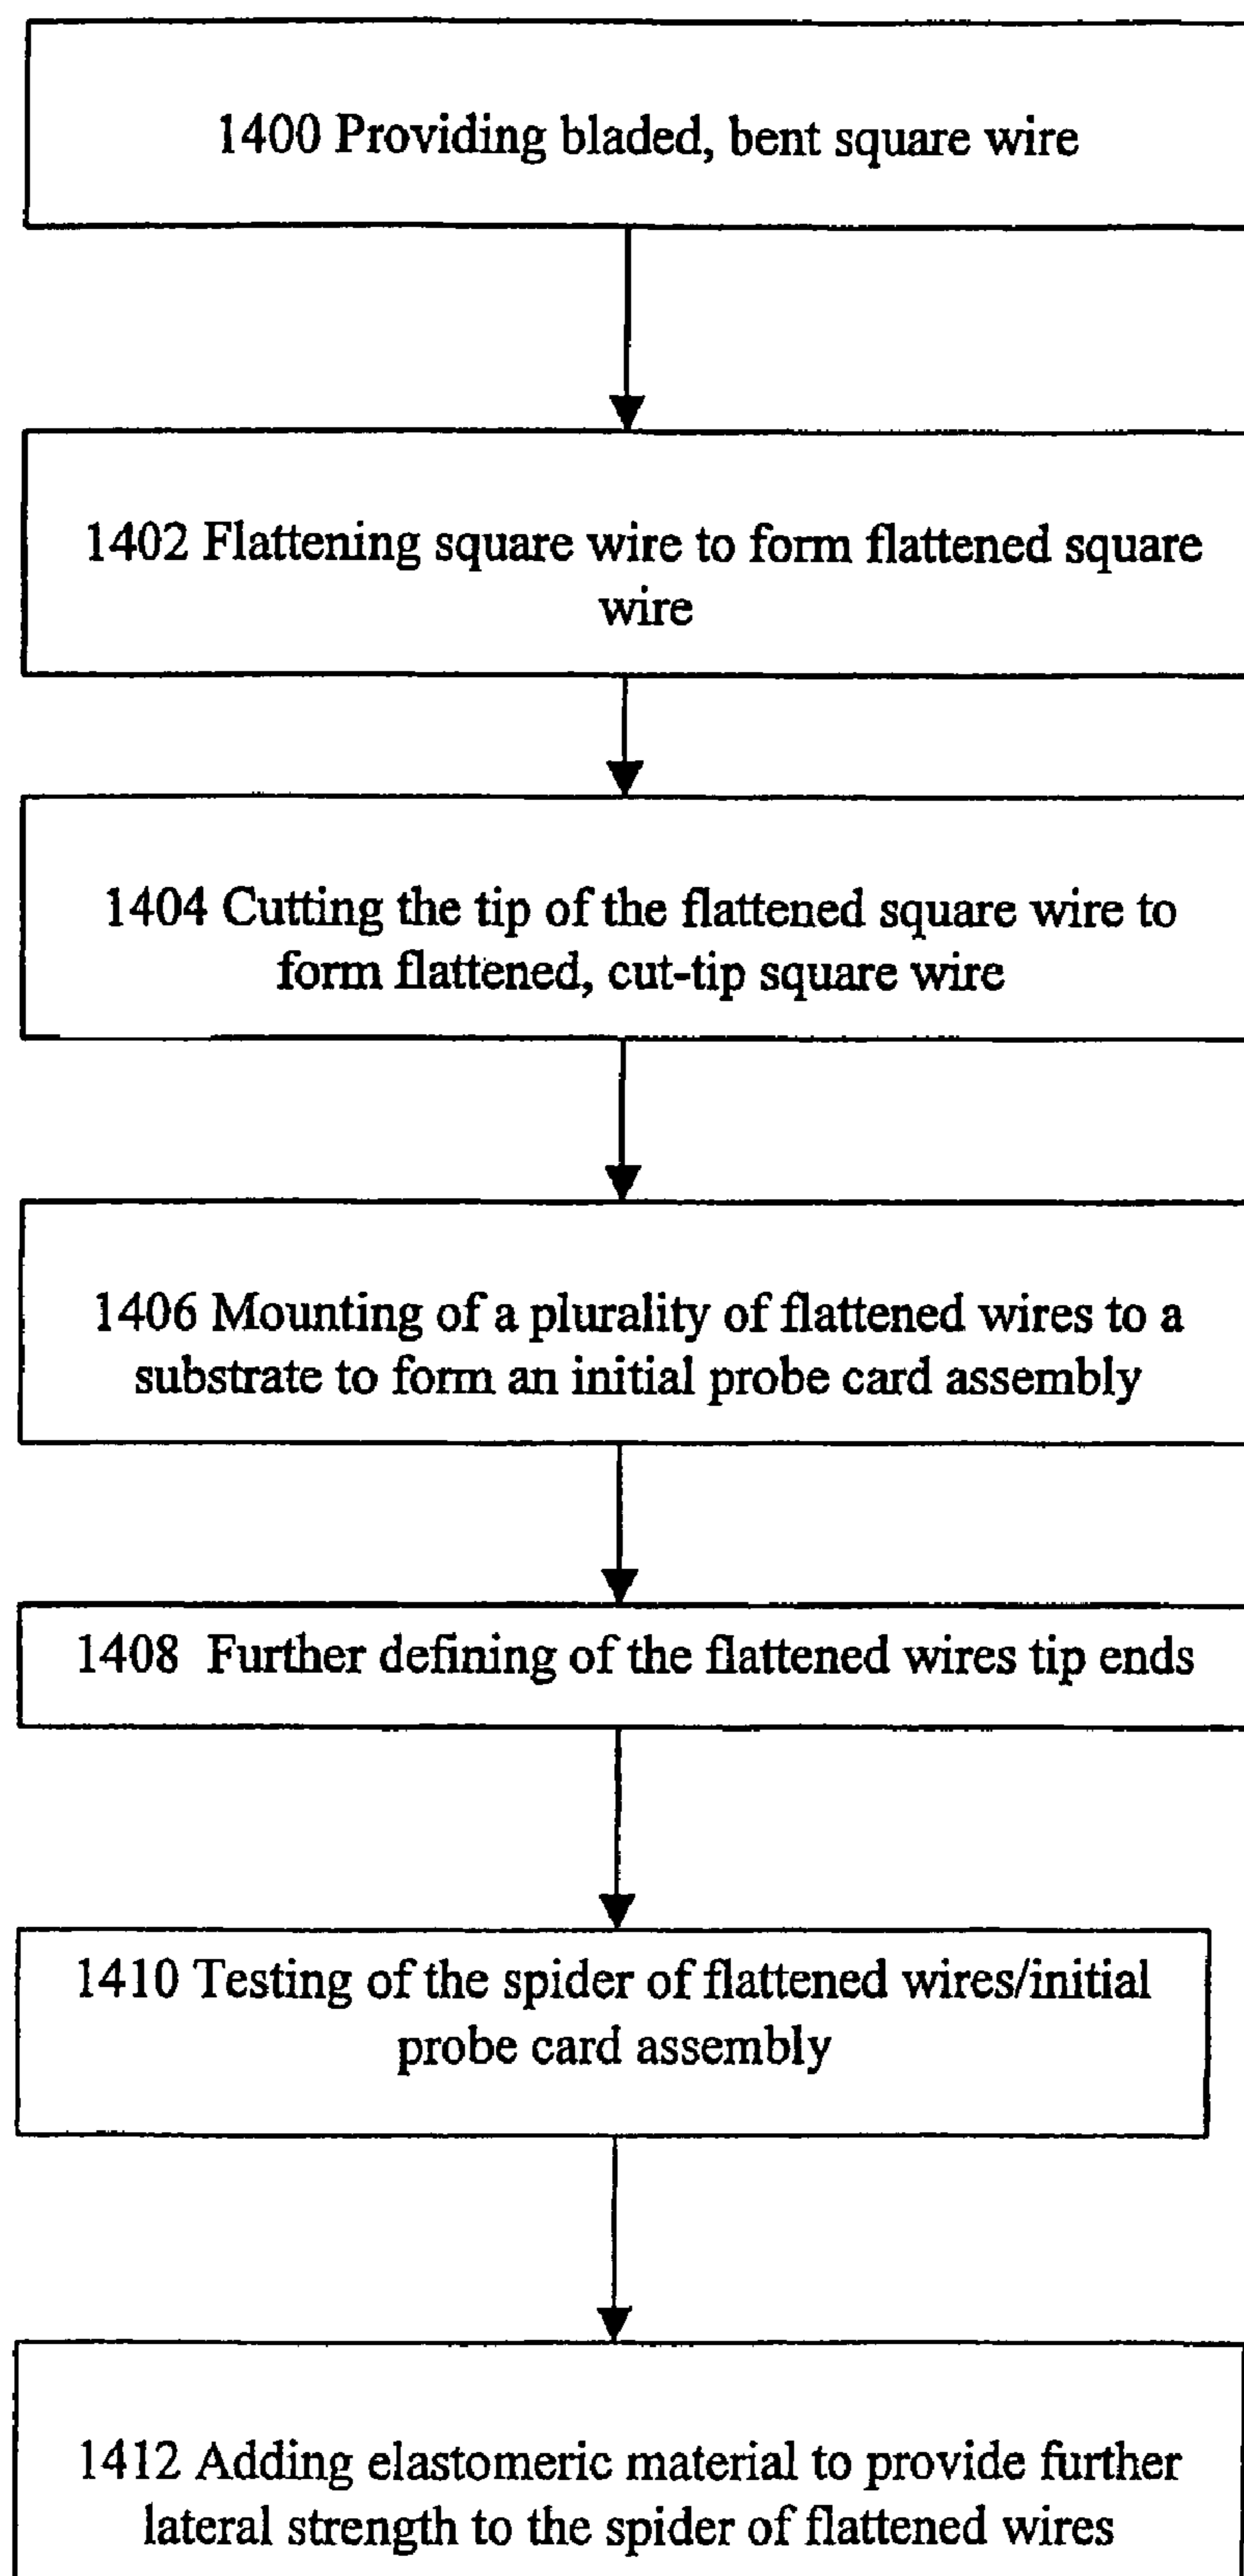 1400 Providing bladed, bent square wire
1402 Flattening square wire to form flattened square
wire
1404 Cutting the tip of the flattened square wire to
form flattened, cut-tip square wire
1406 Mounting of a plurality of flattened wires to a
substrate to form an initial probe card assembly
1408 Further defining of the flattened wires tip ends
1410 Testing of the spider of flattened wires/initial
probe card assembly
1412 Adding elastomeric material to provide further
lateral strength to the spider of flattened wires